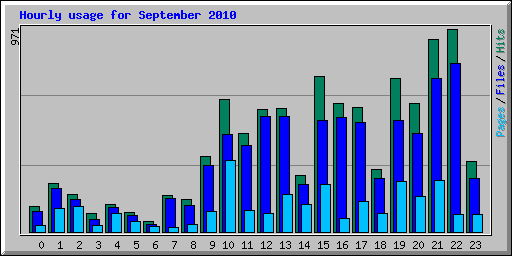 Hourly usage for September 2010
971
Pages / Files / Hits
0 1 2 3 4 5 6 7 8 9 10 11 12 13 14 15 16 17 18 19 20 21 22 23